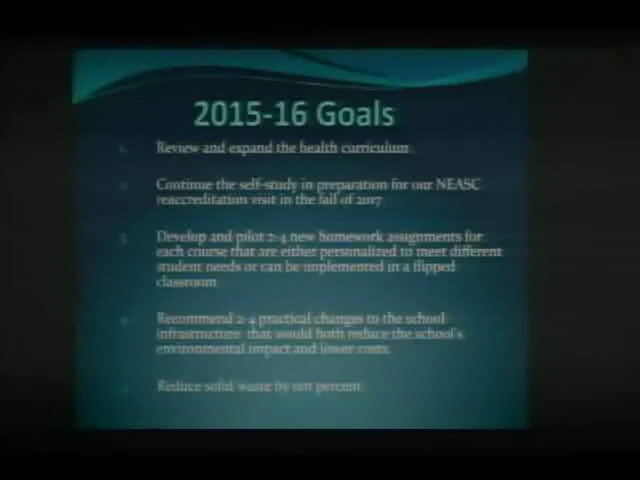 2015-16 Goals
Review and expand the health curriculum
Continue the self-study in preparation for our NEASC
reaccreditation visit in the fall of 2017
Develop and pilot 2-4 new homework assignments for
each course that are either personalized to meet different
student needs or can be implemented in a flipped
classroom
Recommend 2-4 practical changes to the school
infrastructure that would both reduce the school's
environmental impact and lower costs.
Reduce solid waste by percent.